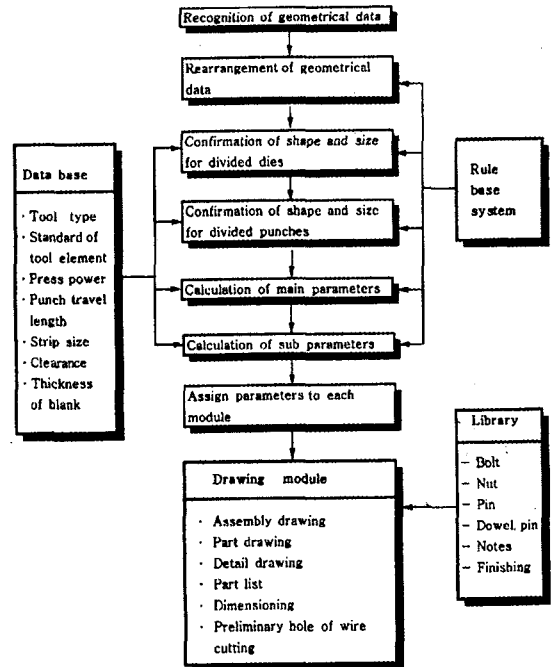 Recognition of geometrical data
Rearrangement of geometrical
data
Confirmation of shape and size
for divided dies
Confirmation of shape and size
for divided punches
Calculation of main parameters
Calculation of sub parameters
Assign parameters to each
module
Data base
· Tool type
· Standard of
tool element
· Press power
· Punch travel
length
· Strip size
· Clearance
· Thickness
of blank
Rule
base
system
Drawing module
· Assembly drawing
· Part drawing
· Detail drawing
· Part list
· Dimensioning
· Preliminary hole of wire
cutting
Library
- Bolt
- Nut
- Pin
- Dowel. pin
- Notes
- Finishing